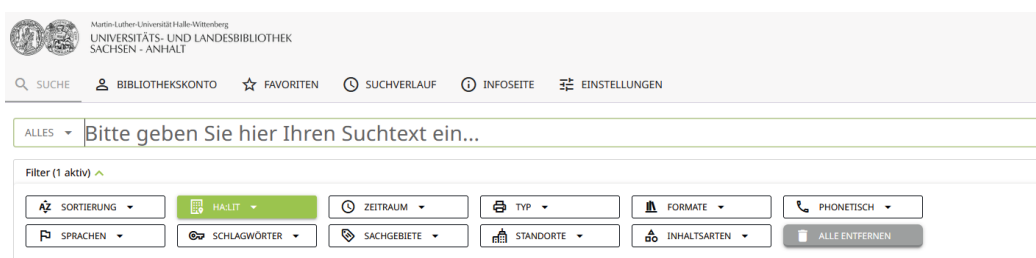 Martin-Luther-Universität Halle-Wittenberg
UNIVERSITÄTS- UND LANDESBIBLIOTHEK
SACHSEN - ANHALT
SUCHE BIBLIOTHEKSKONTO FAVORITEN SUCHVERLAUF INFOSEITE EINSTELLUNGEN
ALLES Bitte geben Sie hier Ihren Suchtext ein...
Filter (1 aktiv)
SORTIERUNG HA:LIT ZEITRAUM TYP FORMATE PHONETISCH
SPRACHEN SCHLAGWÖRTER SACHGEBIETE STANDORTE INHALTSARTEN ALLE ENTFERNEN